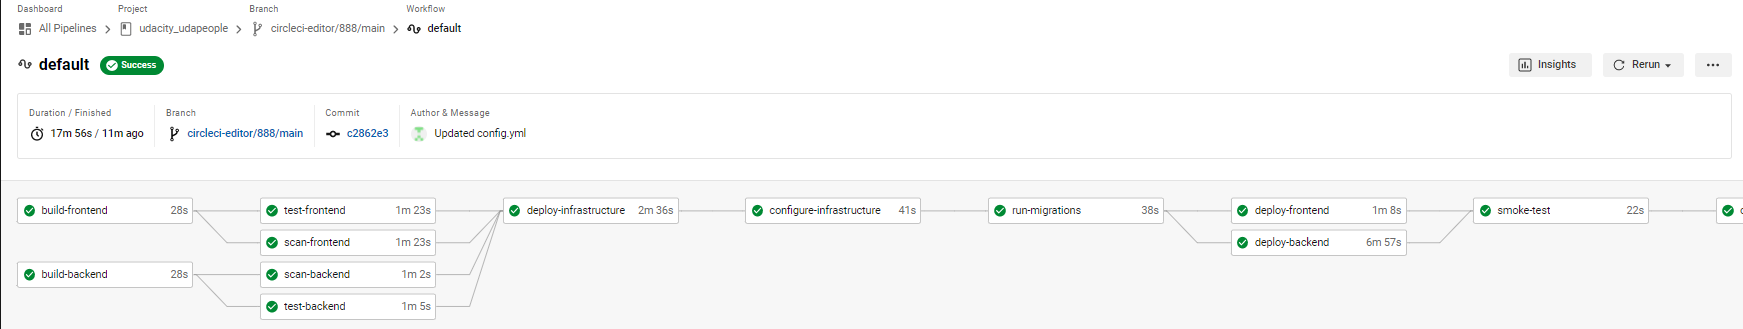 Dashboard Project Branch Workflow
All Pipelines udacity_udapeople circleci-editor/888/main default
default Success Insights Rerun
Duration / Finished Branch Commit Author & Message
17m 56s / 11m ago circleci-editor/888/main c2862e3 Updated config.yml
build-frontend 28s test-frontend 1m 23s deploy-infrastructure 2m 36s configure-infrastructure 41s run-migrations 38s deploy-frontend 1m 8s smoke-test 22s
scan-frontend 1m 23s deploy-backend 6m 57s
build-backend 28s scan-backend 1m 2s
test-backend 1m 5s